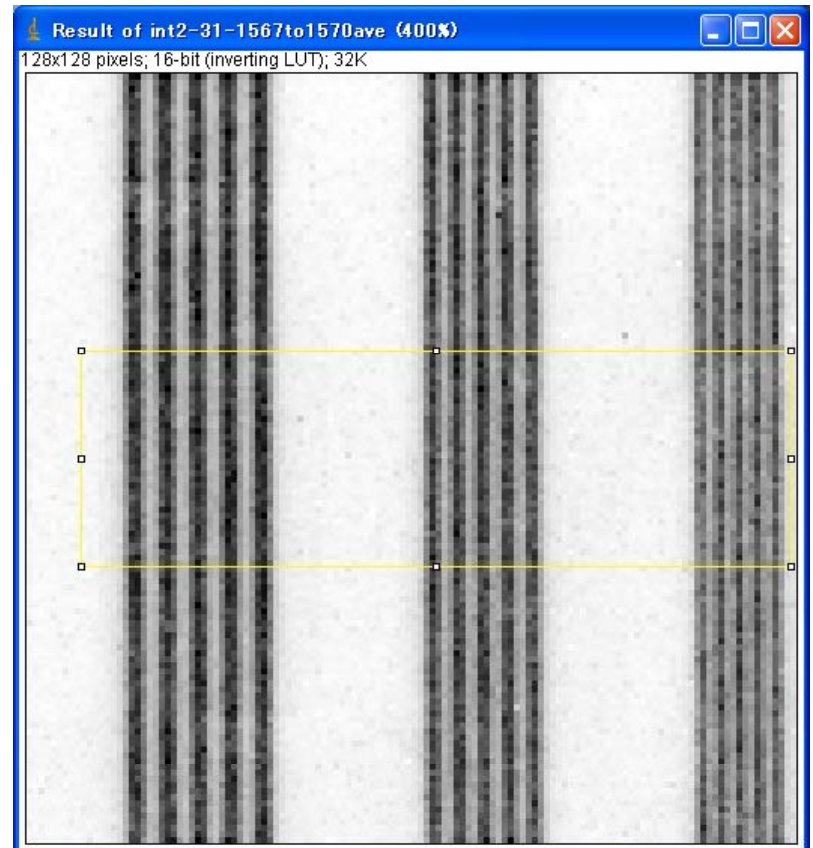 Result of int2-31-1567to1570ave (400%)
128x128 pixels; 16-bit (inverting LUT); 32K